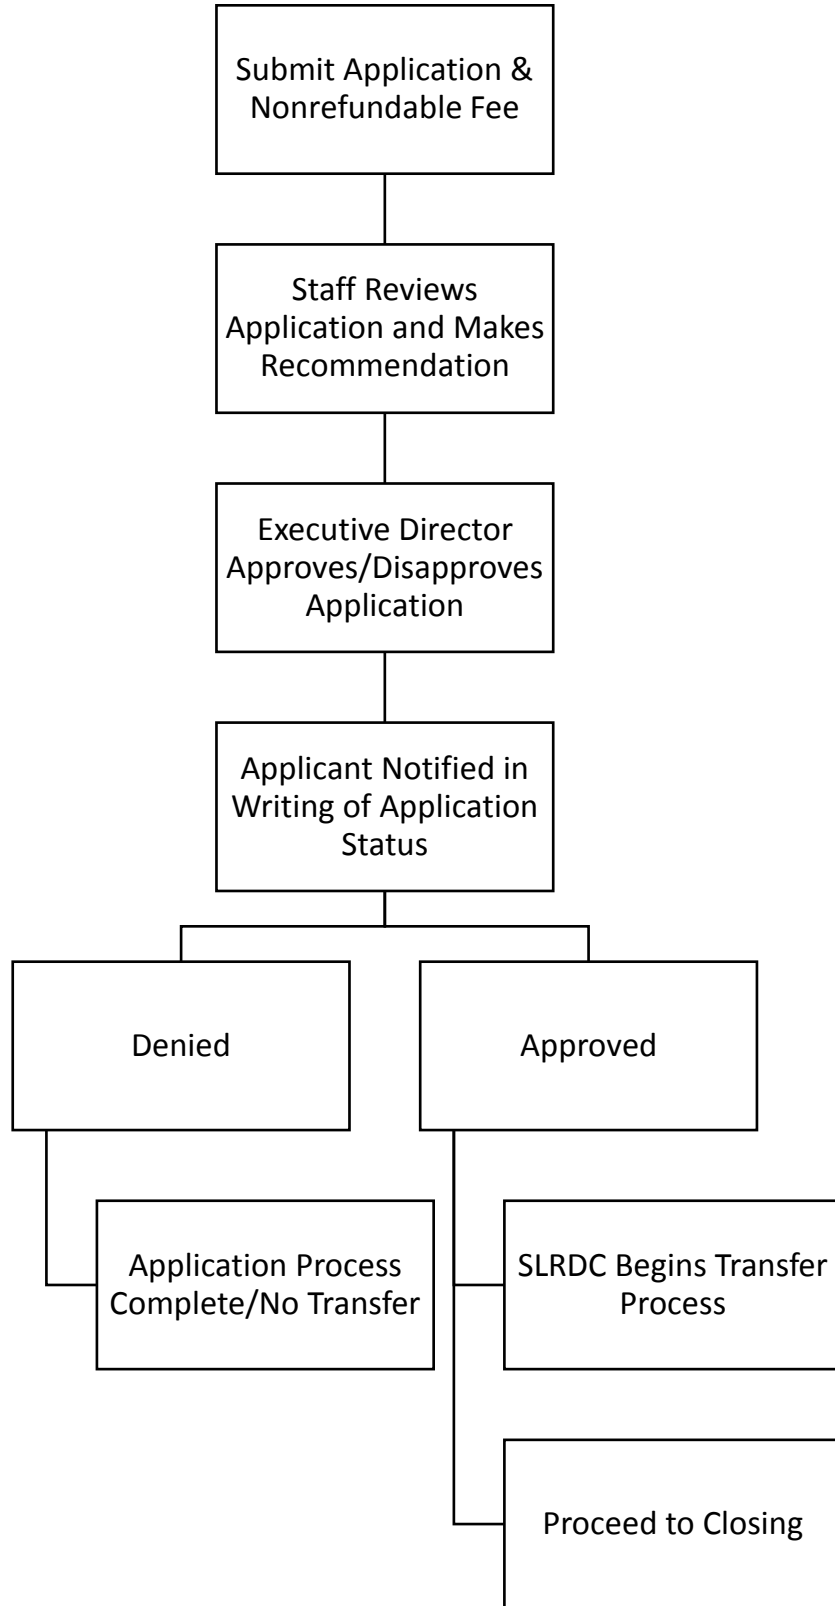 Submit Application &
Nonrefundable Fee
Staff Reviews
Application and Makes
Recommendation
Executive Director
Approves/Disapproves
Application
Applicant Notified in
Writing of Application
Status
Denied
Approved
Application Process
Complete/No Transfer
SLRDC Begins Transfer
Process
Proceed to Closing